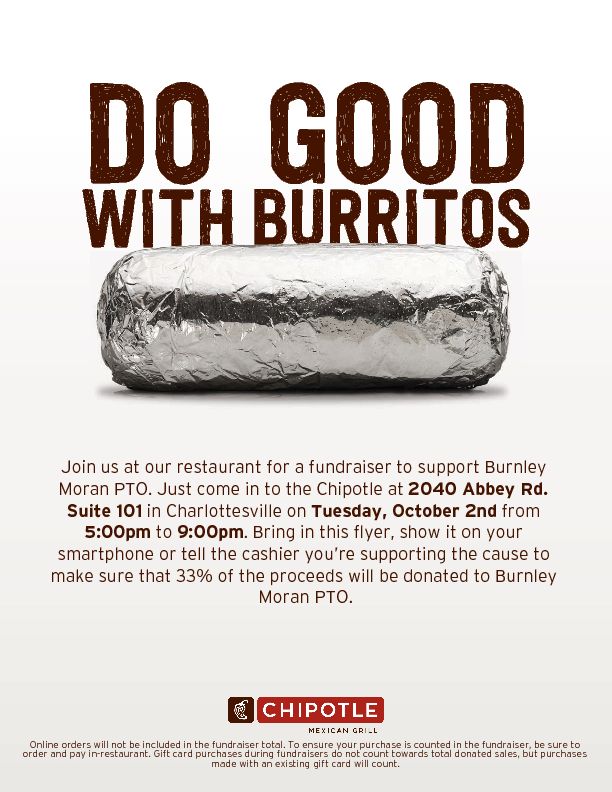 DO GOOD
WITH BURRITOS
Join us at our restaurant for a fundraiser to support Burnley
Moran PTO. Just come in to the Chipotle at 2040 Abbey Rd.
Suite 101 in Charlottesville on Tuesday, October 2nd from
5:00pm to 9:00pm. Bring in this flyer, show it on your
smartphone or tell the cashier you’re supporting the cause to
make sure that 33% of the proceeds will be donated to Burnley
Moran PTO.
CHIPOTLE
MEXICAN GRILL
Online orders will not be included in the fundraiser total. To ensure your purchase is counted in the fundraiser, be sure to
order and pay in-restaurant. Gift card purchases during fundraisers do not count towards total donated sales, but purchases
made with an existing gift card will count.